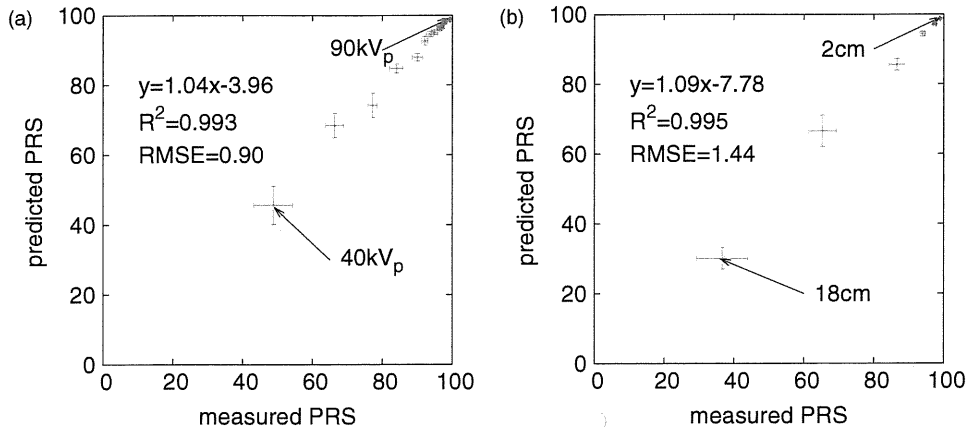 (a)
100
80
60
40
20
0
predicted PRS
90kVp
y=1.04x-3.96
R²=0.993
RMSE=0.90
40kVp
0 20 40 60 80 100
measured PRS
(b)
100
80
60
40
20
0
predicted PRS
2cm
y=1.09x-7.78
R²=0.995
RMSE=1.44
18cm
0 20 40 60 80 100
measured PRS